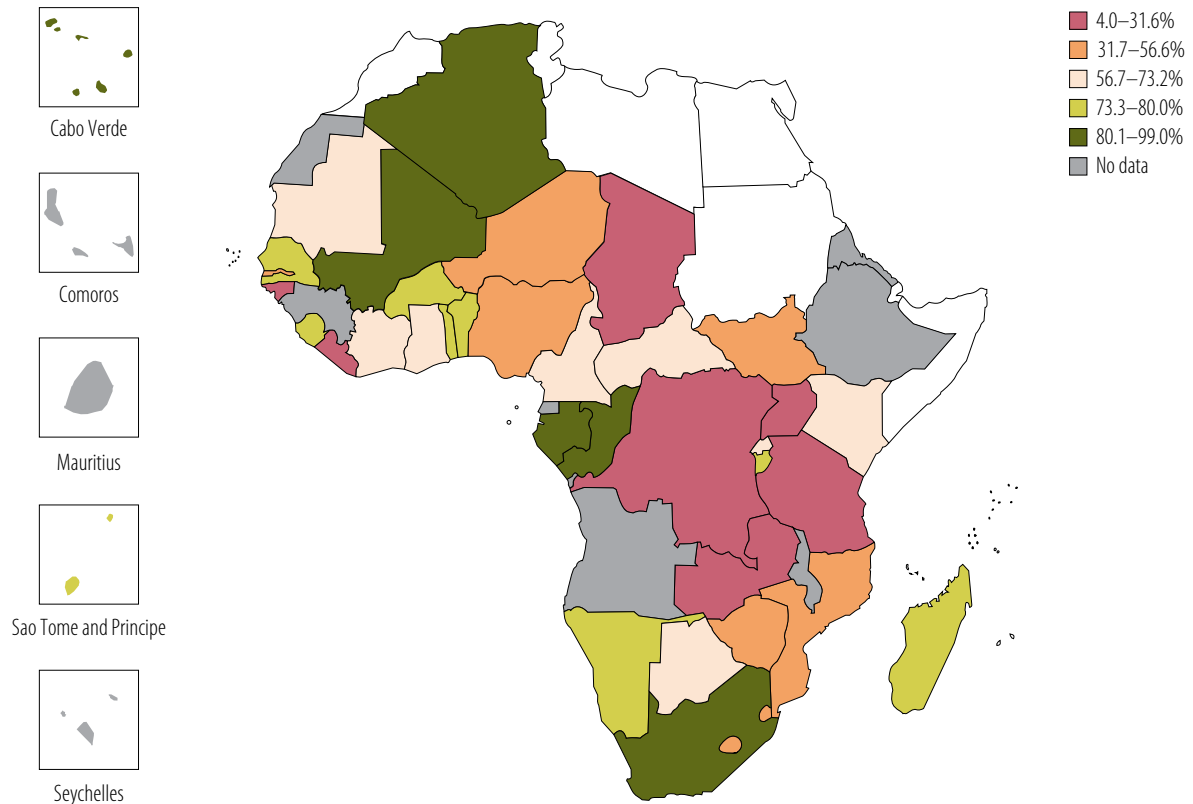 Cabo Verde
Comoros
Mauritius
Sao Tome and Principe
Seychelles
4.0–31.6%
31.7–56.6%
56.7–73.2%
73.3–80.0%
80.1–99.0%
No data